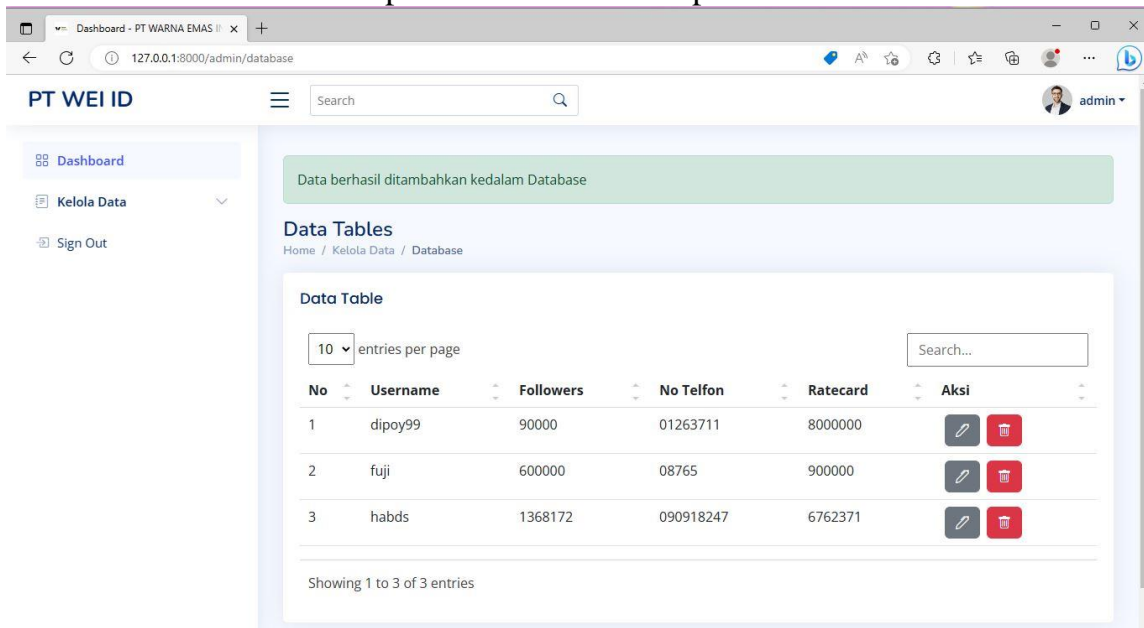 Dashboard - PT WARNA EMAS I
127.0.0.1:8000/admin/database
PT WEI ID
Search
admin
Dashboard
Kelola Data
Sign Out
Data berhasil ditambahkan kedalam Database
Data Tables
Home / Kelola Data / Database
Data Table
10 entries per page
Search...
No Username Followers No Telfon Ratecard Aksi
1 dipoy99 90000 01263711 8000000
2 fuji 600000 08765 900000
3 habds 1368172 090918247 6762371
Showing 1 to 3 of 3 entries